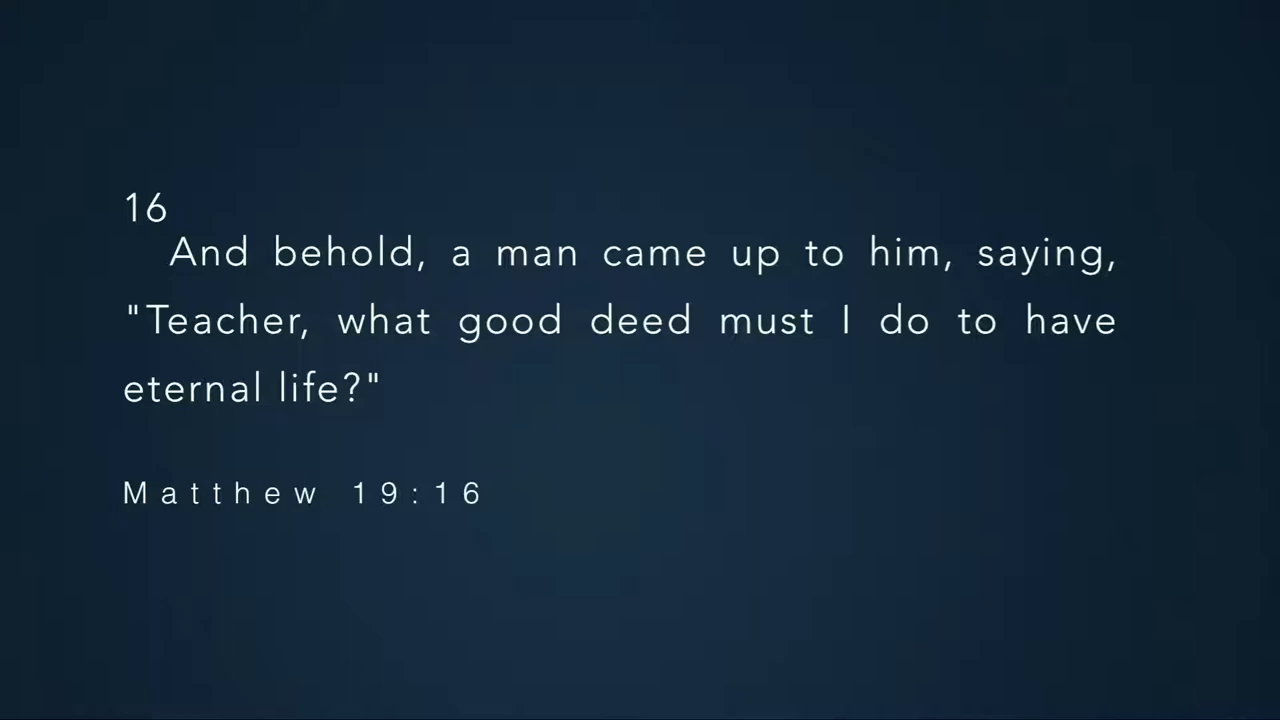 16
And behold, a man came up to him, saying,
"Teacher, what good deed must I do to have
eternal life?"
Matthew 19:16